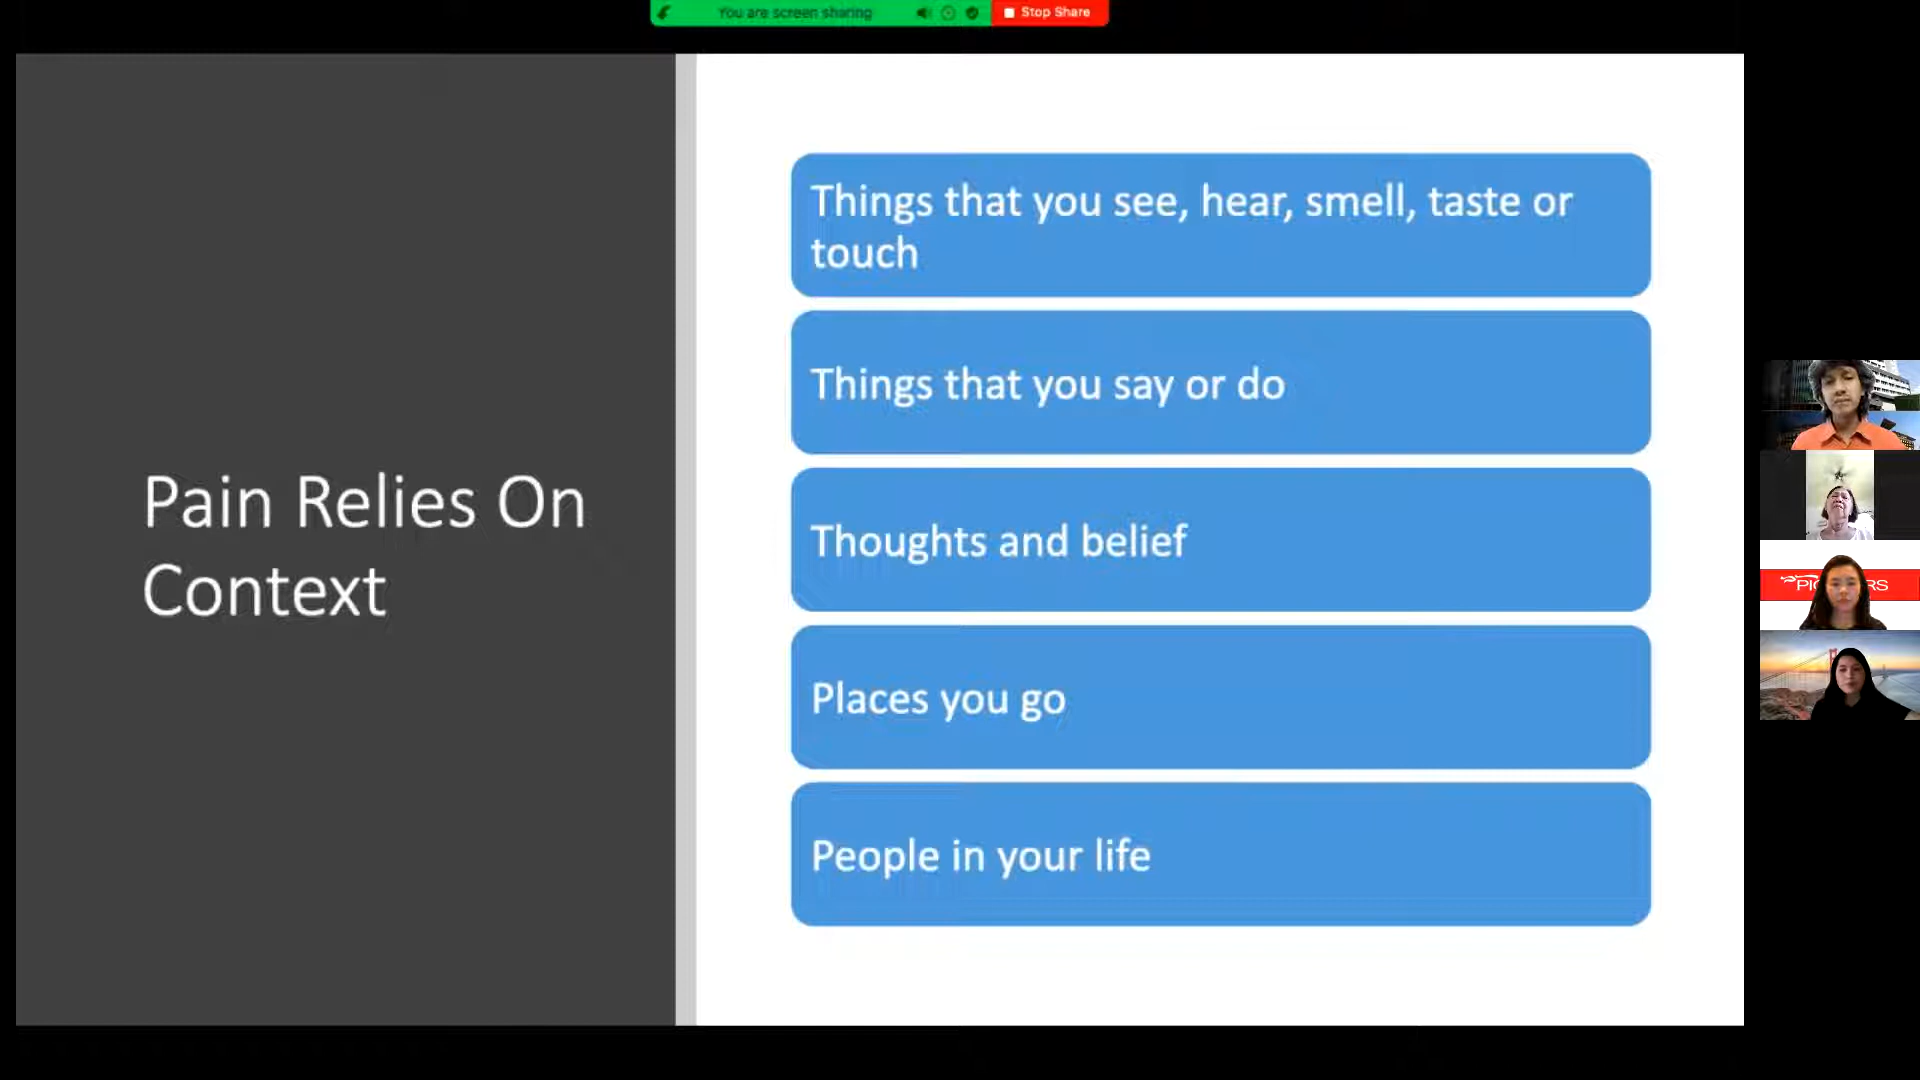 You are screen sharing
Stop Share
Pain Relies On
Context
Things that you see, hear, smell, taste or
touch
Things that you say or do
Thoughts and belief
Places you go
People in your life